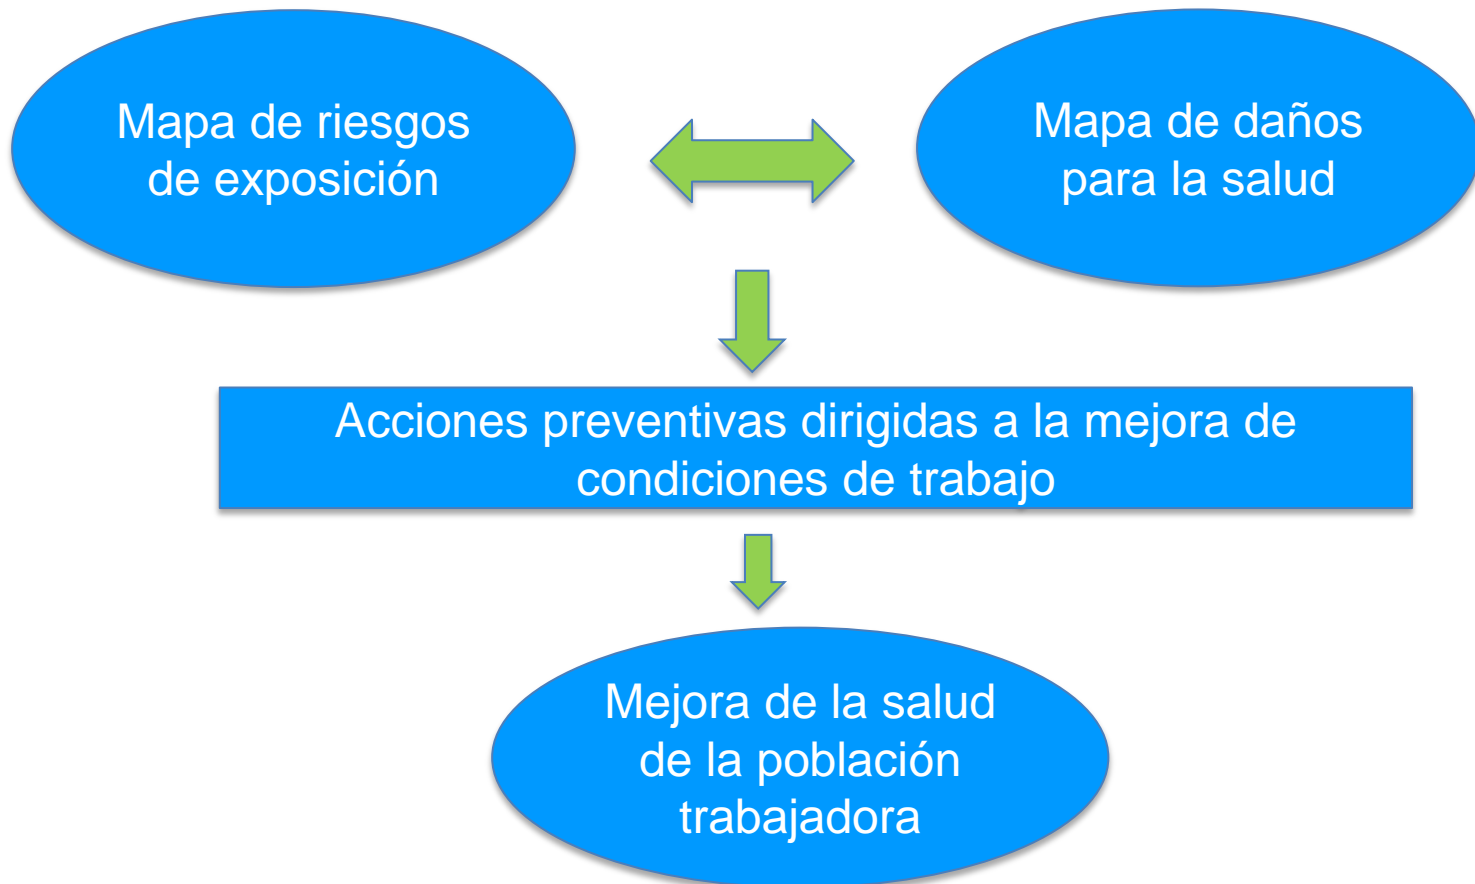 Mapa de riesgos
de exposición
Mapa de daños
para la salud
Acciones preventivas dirigidas a la mejora de
condiciones de trabajo
Mejora de la salud
de la población
trabajadora